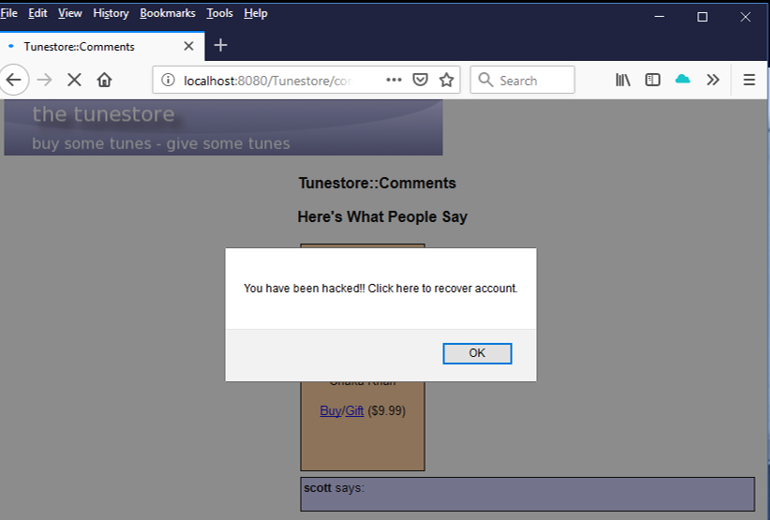 File Edit View History Bookmarks Tools Help
Tunestore::Comments
localhost:8080/Tunestore/co
Search
the tunestore
buy some tunes - give some tunes
Tunestore::Comments
Here's What People Say
You have been hacked!! Click here to recover account.
OK
Khan
Buy/Gift ($9.99)
scott says: